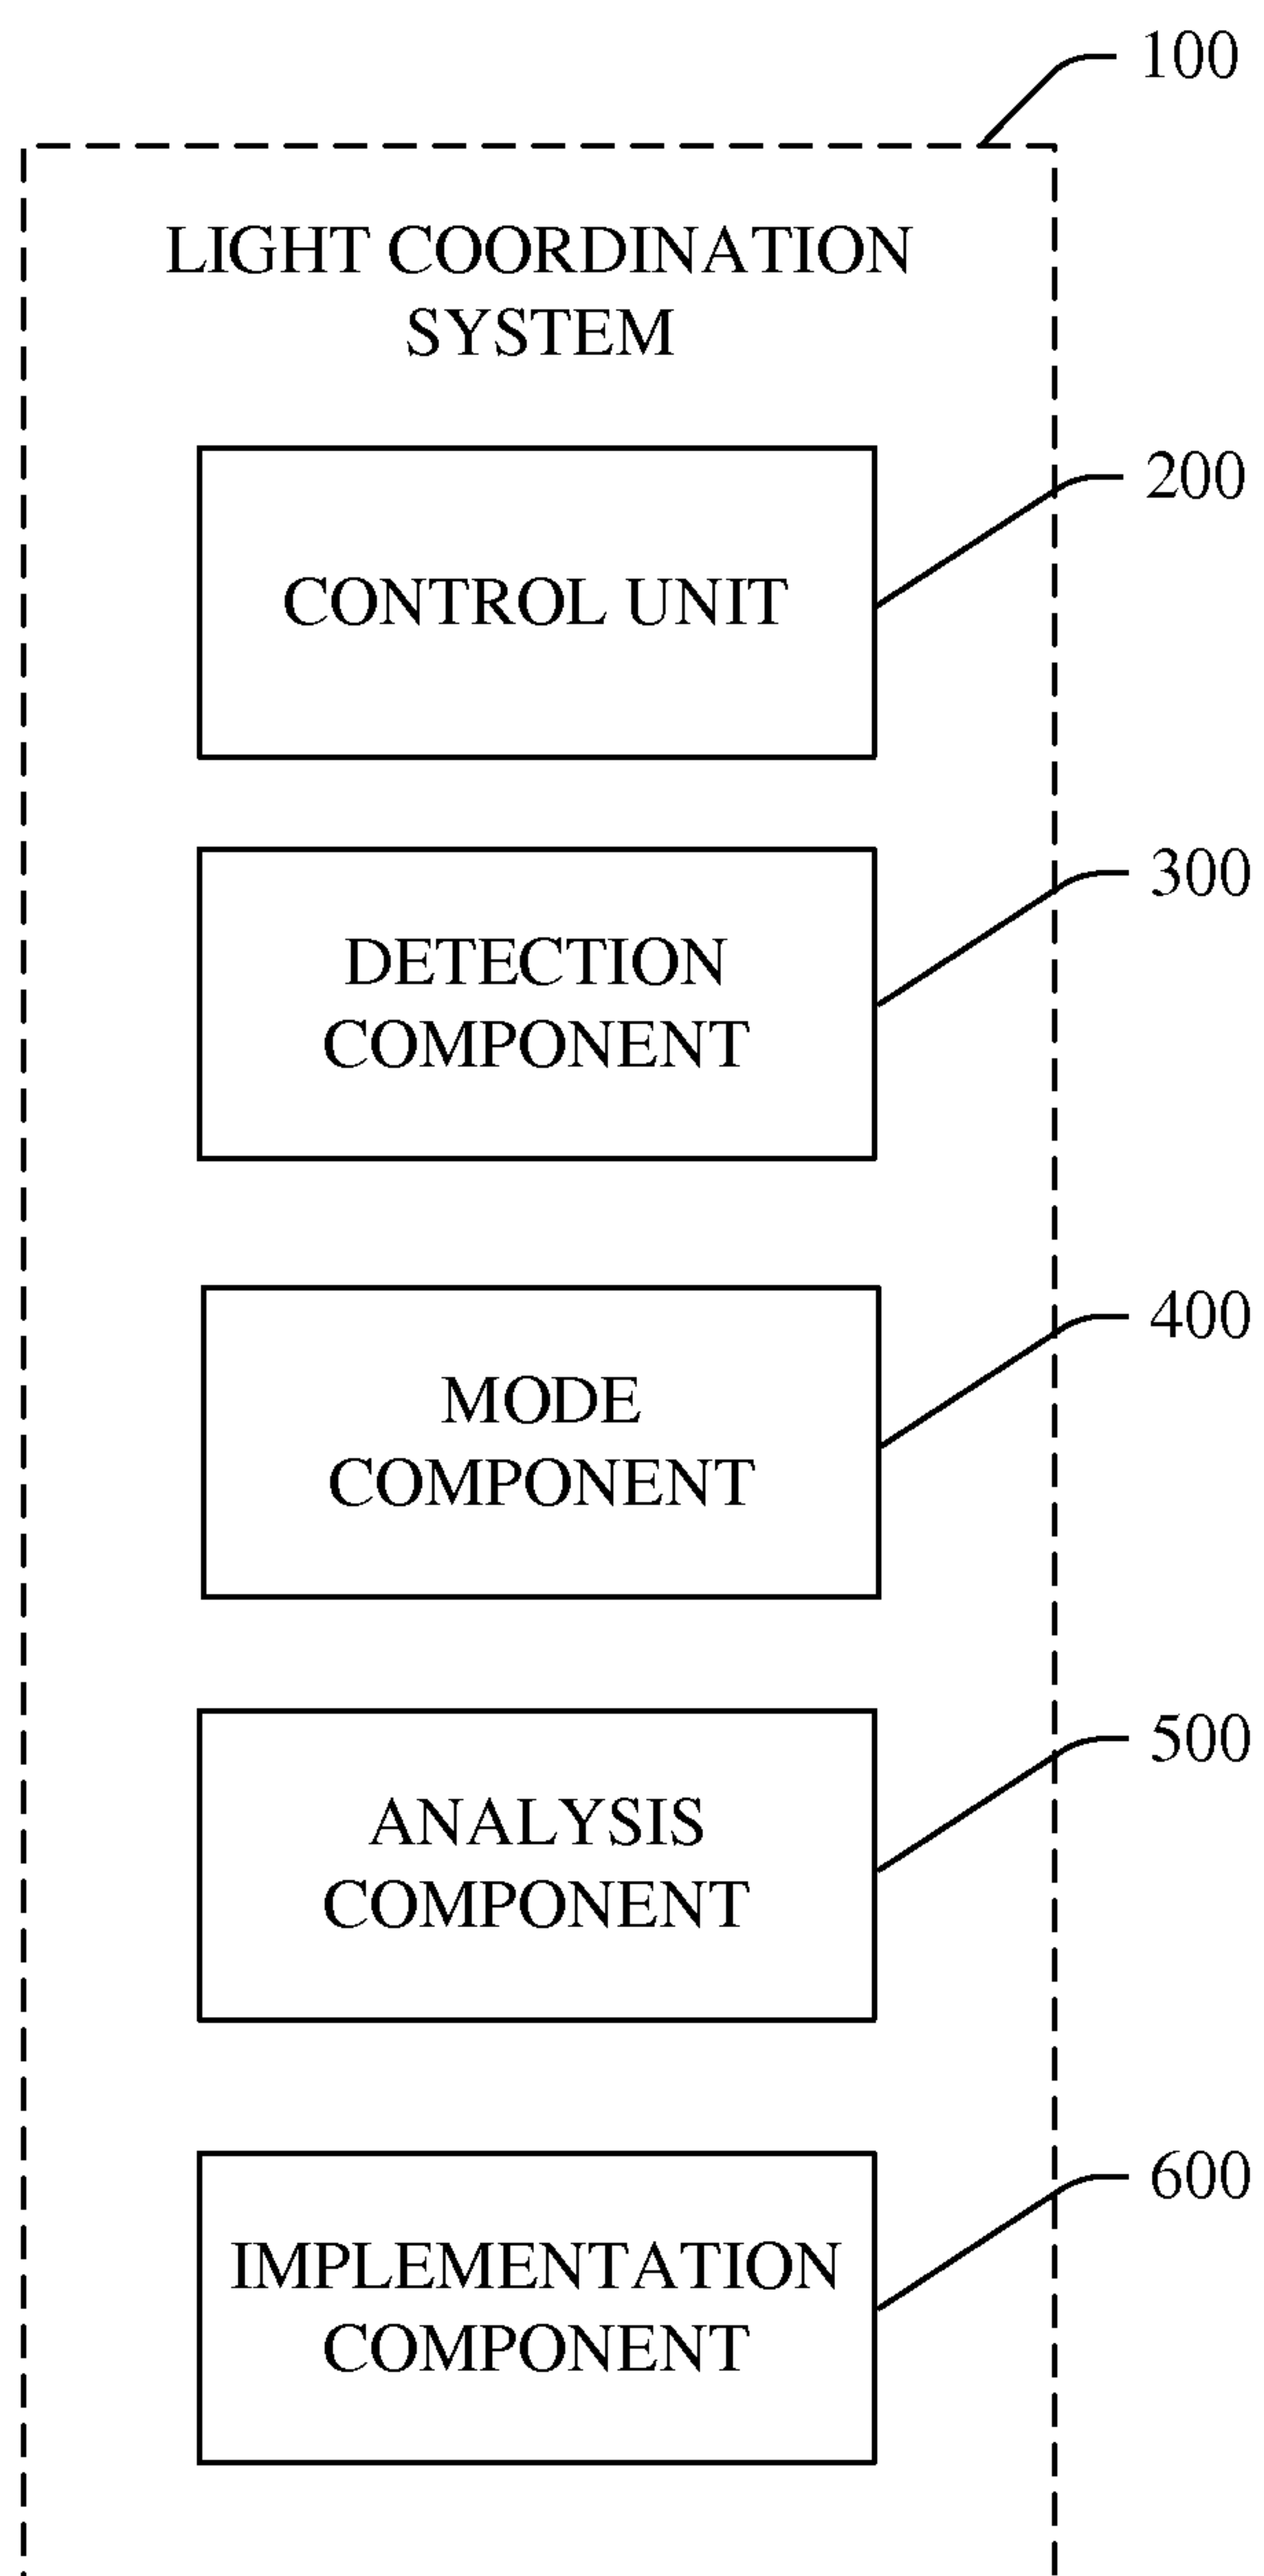 100
LIGHT COORDINATION
SYSTEM
200
CONTROL UNIT
300
DETECTION
COMPONENT
400
MODE
COMPONENT
500
ANALYSIS
COMPONENT
600
IMPLEMENTATION
COMPONENT